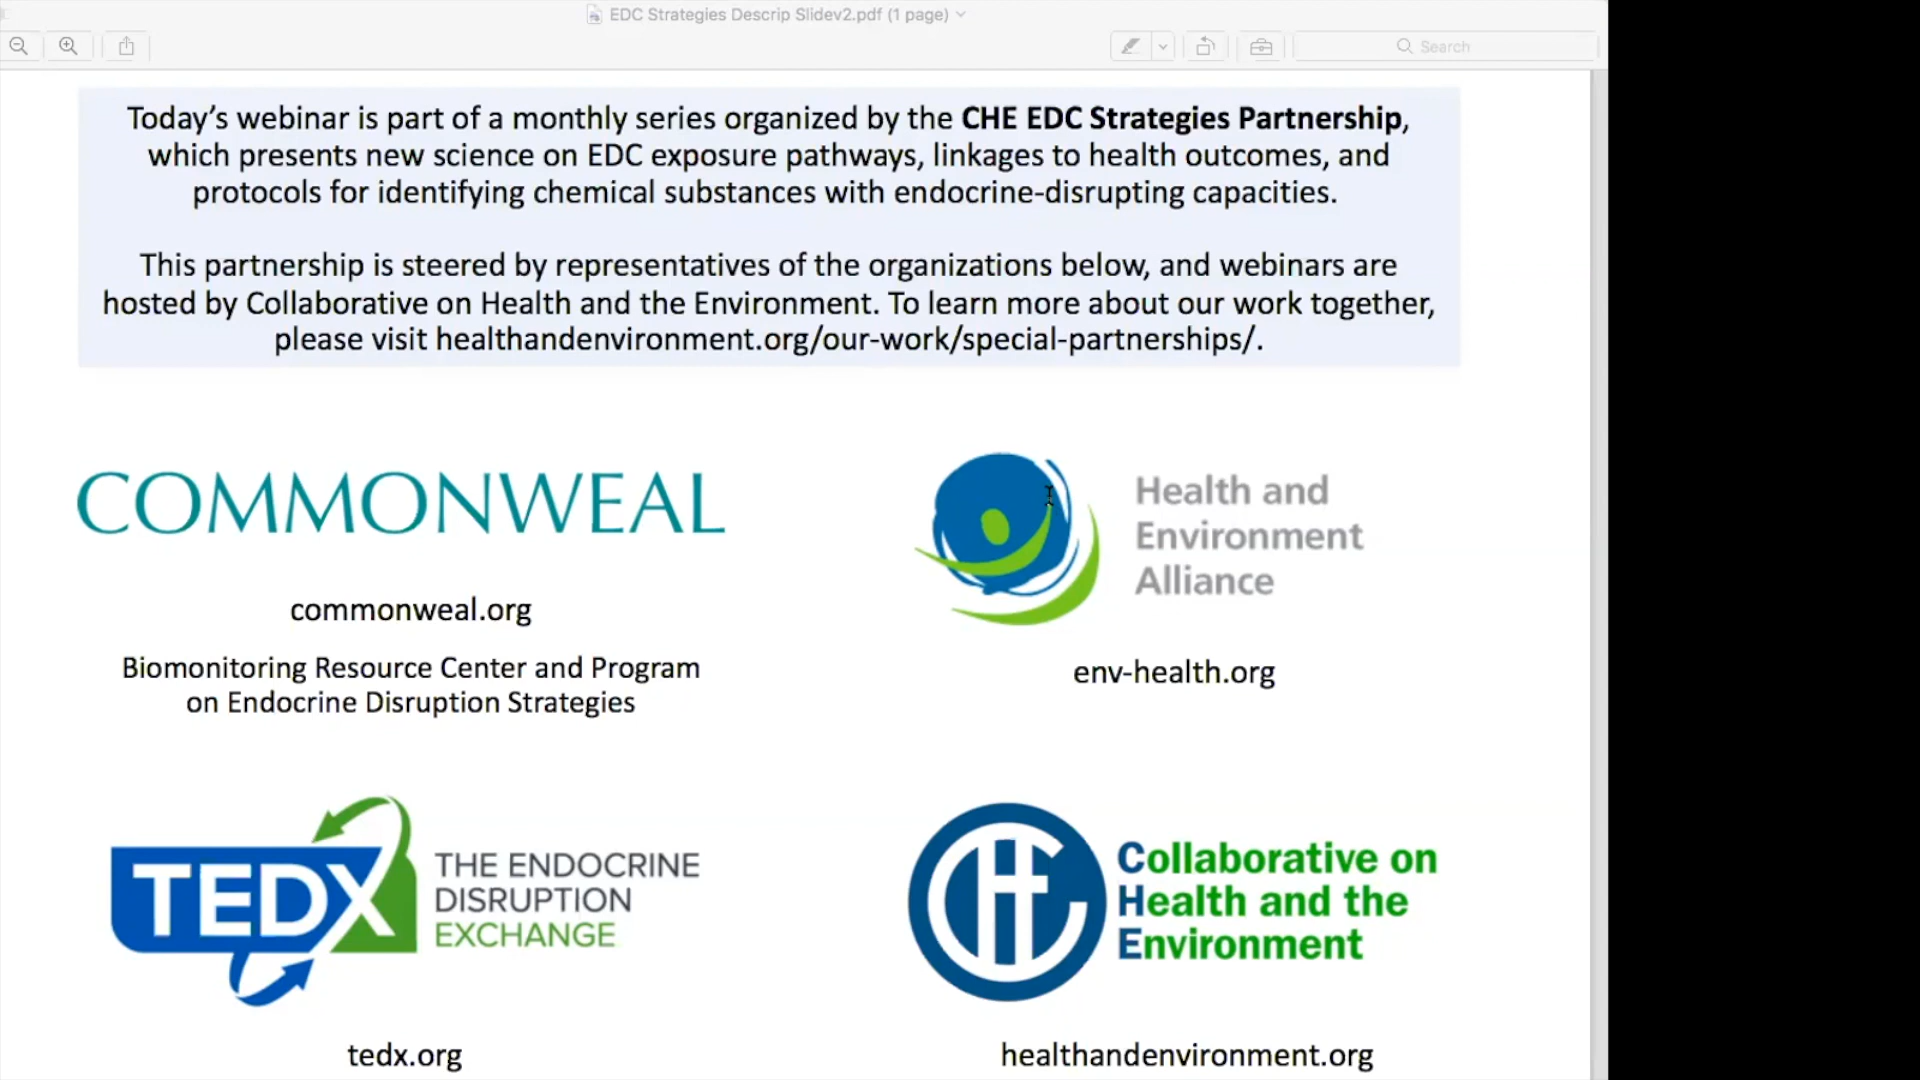 EDC Strategies Descrip Slidev2.pdf (1 page)
Search
Today's webinar is part of a monthly series organized by the CHE EDC Strategies Partnership,
which presents new science on EDC exposure pathways, linkages to health outcomes, and
protocols for identifying chemical substances with endocrine-disrupting capacities.
This partnership is steered by representatives of the organizations below, and webinars are
hosted by Collaborative on Health and the Environment. To learn more about our work together,
please visit healthandenvironment.org/our-work/special-partnerships/.
COMMONWEAL
commonweal.org
Biomonitoring Resource Center and Program
on Endocrine Disruption Strategies
Health and
Environment
Alliance
env-health.org
TEDX
THE ENDOCRINE
DISRUPTION
EXCHANGE
tedx.org
CHE
Collaborative on
Health and the
Environment
healthandenvironment.org